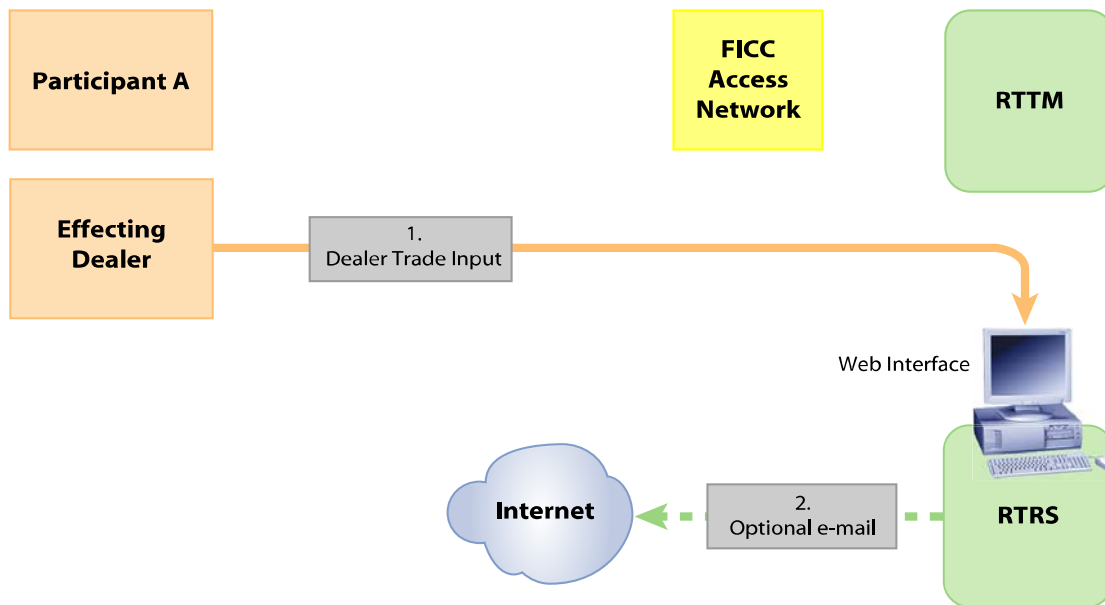 Participant A
FICC
Access
Network
RTTM
Effecting
Dealer
1.
Dealer Trade Input
Web Interface
Internet
2.
Optional e-mail
RTRS